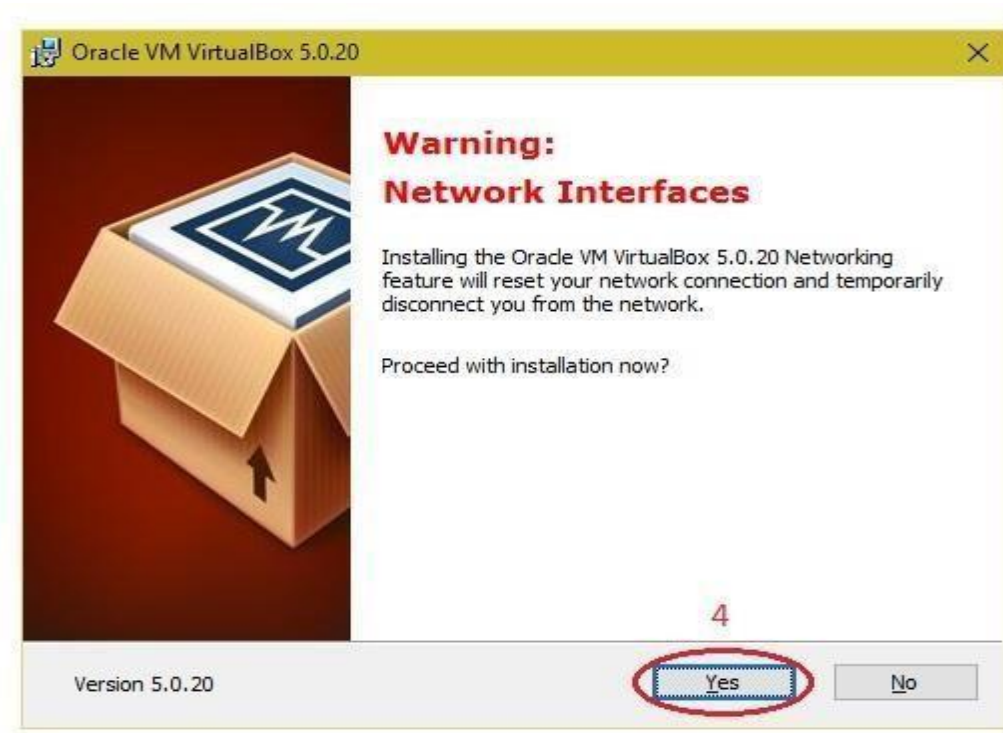 Oracle VM VirtualBox 5.0.20
Warning:
Network Interfaces
Installing the Oracle VM VirtualBox 5.0.20 Networking
feature will reset your network connection and temporarily
disconnect you from the network.
Proceed with installation now?
4
Version 5.0.20
Yes
No